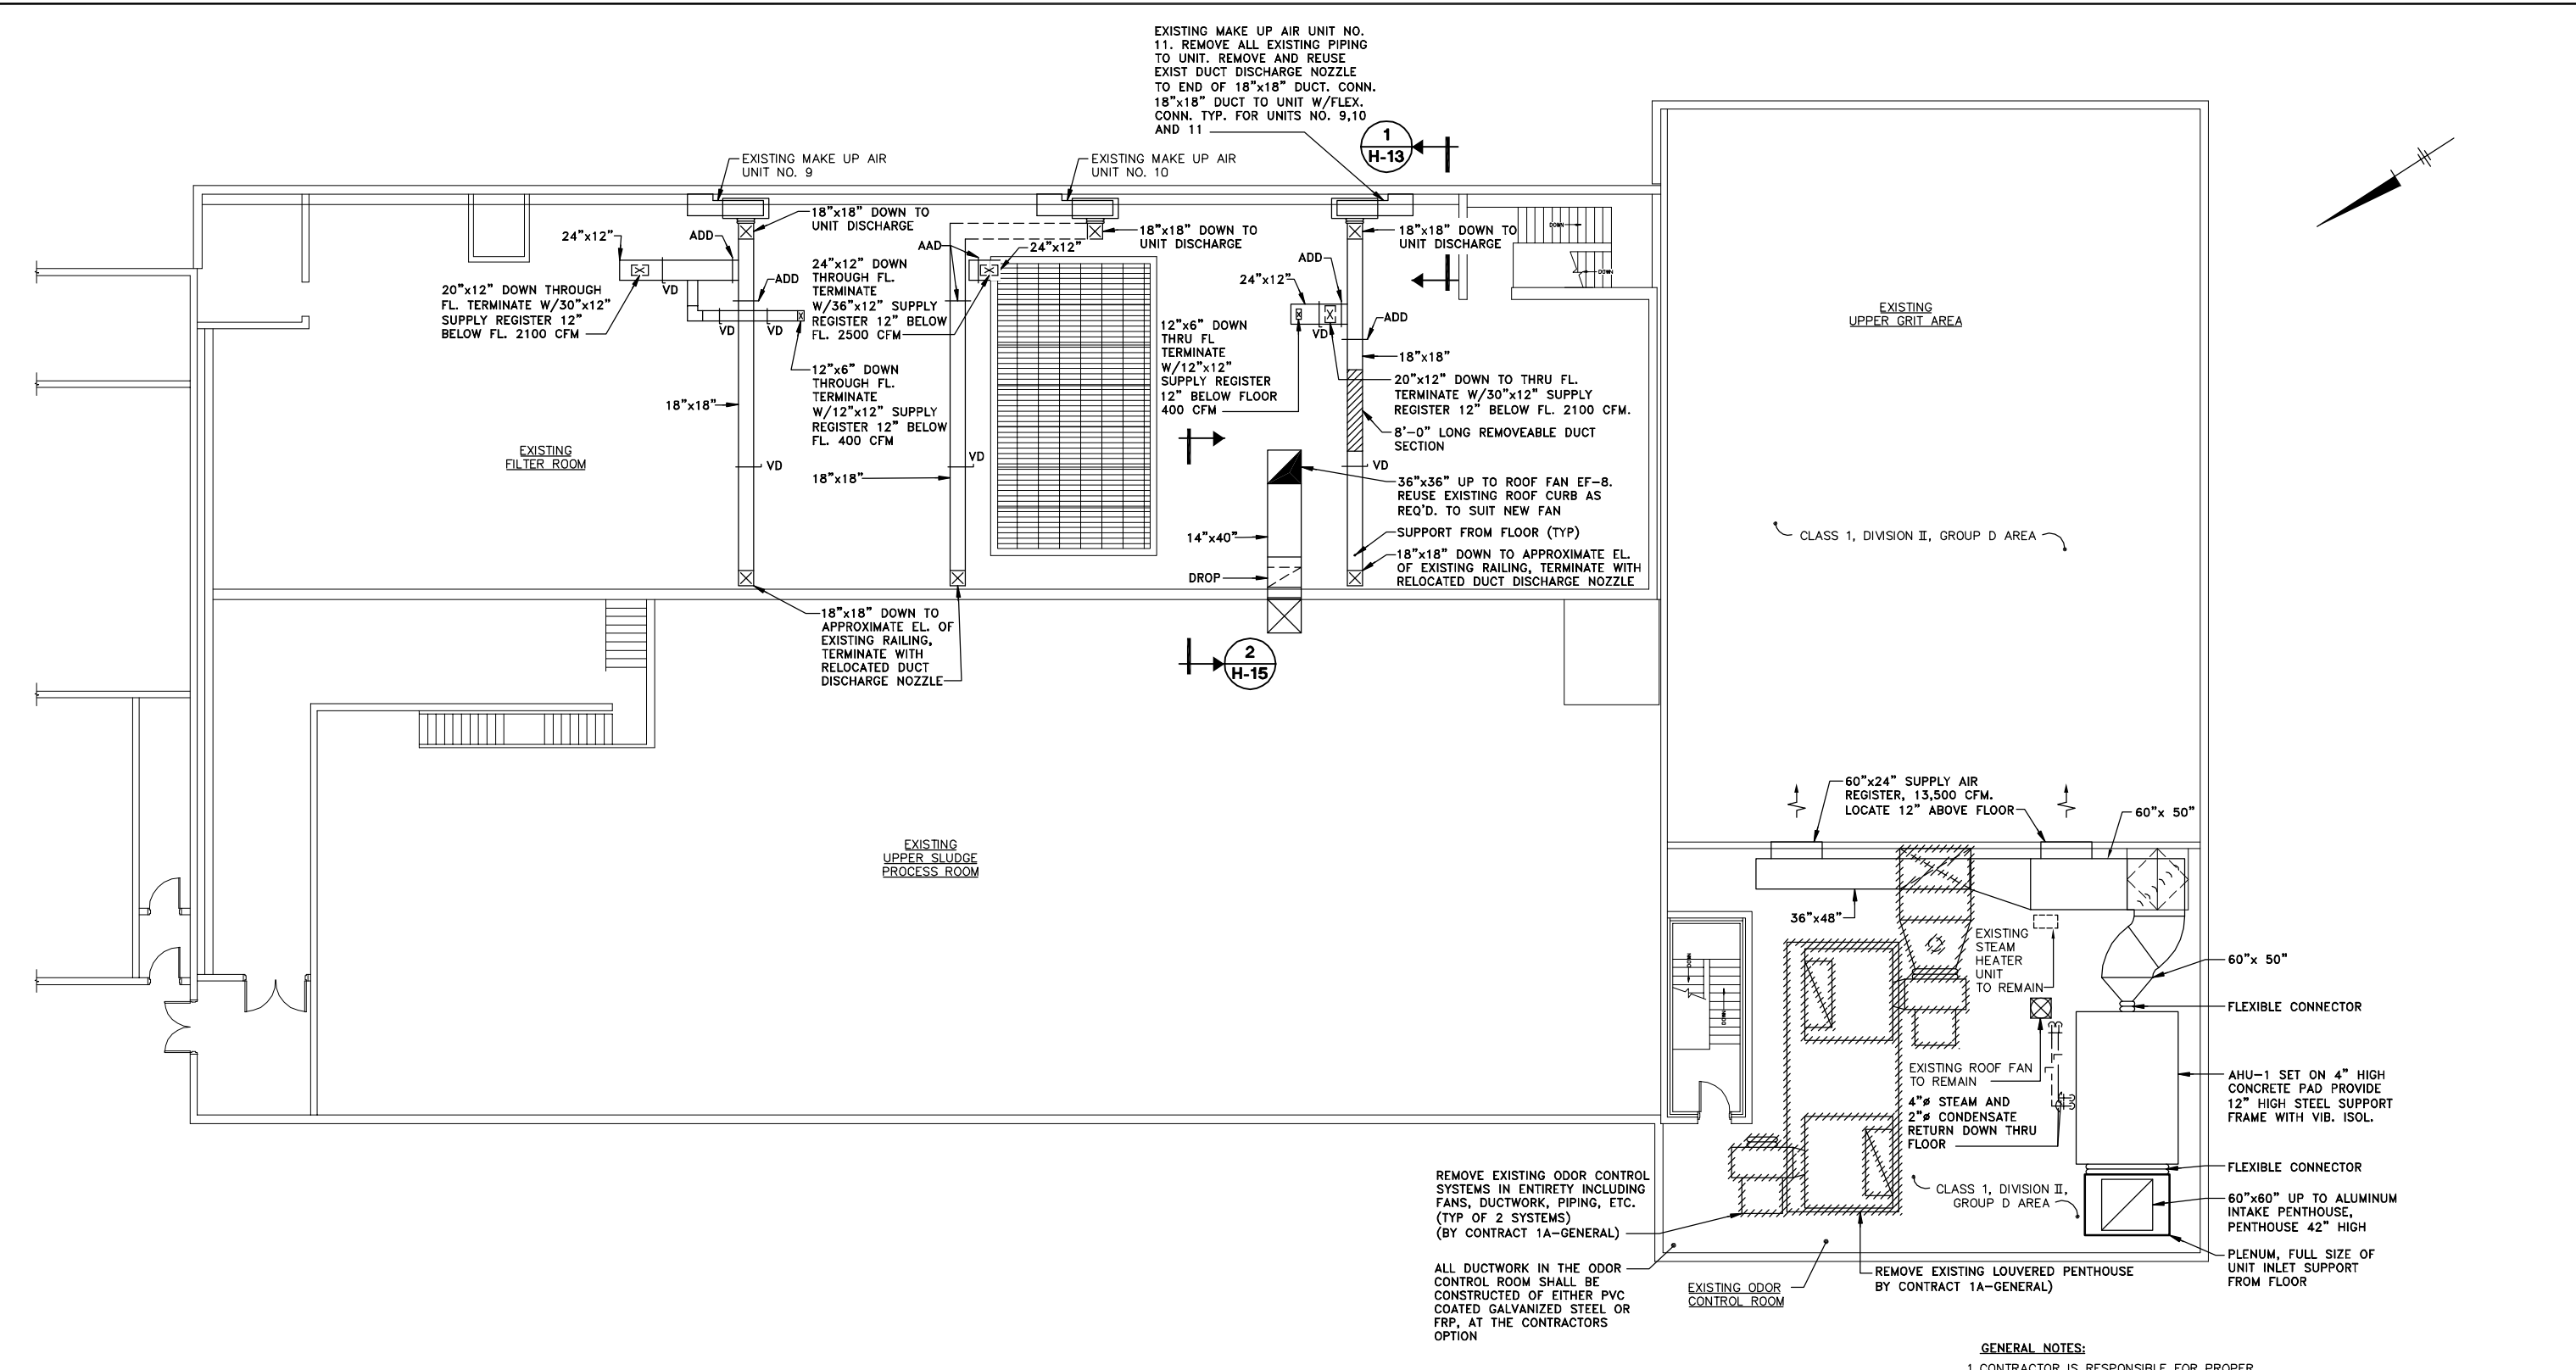 EXISTING MAKE UP AIR UNIT NO.
11. REMOVE ALL EXISTING PIPING
TO UNIT. REMOVE AND REUSE
EXIST DUCT DISCHARGE NOZZLE
TO END OF 18"x18" DUCT. CONN.
18"x18" DUCT TO UNIT W/FLEX.
CONN. TYP. FOR UNITS NO. 9,10
AND 11
1
H-13
EXISTING MAKE UP AIR
UNIT NO. 9
EXISTING MAKE UP AIR
UNIT NO. 10
24"x12"
ADD
18"x18" DOWN TO
UNIT DISCHARGE
AAD
24"x12"
18"x18" DOWN TO
UNIT DISCHARGE
18"x18" DOWN TO
UNIT DISCHARGE
DOWN
DOWN
20"x12" DOWN THROUGH
FL. TERMINATE W/30"x12"
SUPPLY REGISTER 12"
BELOW FL. 2100 CFM
VD
ADD
VD
VD
24"x12" DOWN
THROUGH FL.
TERMINATE
W/36"x12" SUPPLY
REGISTER 12" BELOW
FL. 2500 CFM
12"x6" DOWN
THROUGH FL.
TERMINATE
W/12"x12" SUPPLY
REGISTER 12" BELOW
FL. 400 CFM
18"x18"
VD
18"x18"
VD
12"x6" DOWN
THRU FL
TERMINATE
W/12"x12"
SUPPLY REGISTER
12" BELOW FLOOR
400 CFM
24"x12"
ADD
VD
ADD
18"x18"
20"x12" DOWN TO THRU FL.
TERMINATE W/30"x12" SUPPLY
REGISTER 12" BELOW FL. 2100 CFM.
8'-0" LONG REMOVEABLE DUCT
SECTION
VD
36"x36" UP TO ROOF FAN EF-8.
REUSE EXISTING ROOF CURB AS
REQ'D. TO SUIT NEW FAN
SUPPORT FROM FLOOR (TYP)
18"x18" DOWN TO APPROXIMATE EL.
OF EXISTING RAILING, TERMINATE WITH
RELOCATED DUCT DISCHARGE NOZZLE
14"x40"
DROP
EXISTING
FILTER ROOM
18"x18" DOWN TO
APPROXIMATE EL. OF
EXISTING RAILING,
TERMINATE WITH
RELOCATED DUCT
DISCHARGE NOZZLE
2
H-15
EXISTING
UPPER GRIT AREA
CLASS 1, DIVISION II, GROUP D AREA
EXISTING
UPPER SLUDGE
PROCESS ROOM
60"x24" SUPPLY AIR
REGISTER, 13,500 CFM.
LOCATE 12" ABOVE FLOOR
60"x 50"
36"x48"
EXISTING
STEAM
HEATER
UNIT
TO REMAIN
60"x 50"
FLEXIBLE CONNECTOR
DOWN
DOWN
EXISTING ROOF FAN
TO REMAIN
4"ø STEAM AND
2"ø CONDENSATE
RETURN DOWN THRU
FLOOR
AHU-1 SET ON 4" HIGH
CONCRETE PAD PROVIDE
12" HIGH STEEL SUPPORT
FRAME WITH VIB. ISOL.
FLEXIBLE CONNECTOR
CLASS 1, DIVISION II,
GROUP D AREA
60"x60" UP TO ALUMINUM
INTAKE PENTHOUSE,
PENTHOUSE 42" HIGH
PLENUM, FULL SIZE OF
UNIT INLET SUPPORT
FROM FLOOR
REMOVE EXISTING ODOR CONTROL
SYSTEMS IN ENTIRETY INCLUDING
FANS, DUCTWORK, PIPING, ETC.
(TYP OF 2 SYSTEMS)
(BY CONTRACT 1A-GENERAL)
ALL DUCTWORK IN THE ODOR
CONTROL ROOM SHALL BE
CONSTRUCTED OF EITHER PVC
COATED GALVANIZED STEEL OR
FRP, AT THE CONTRACTORS
OPTION
EXISTING ODOR
CONTROL ROOM
REMOVE EXISTING LOUVERED PENTHOUSE
BY CONTRACT 1A-GENERAL)
GENERAL NOTES:
1 CONTRACTOR IS RESPONSIBLE FOR PROPER